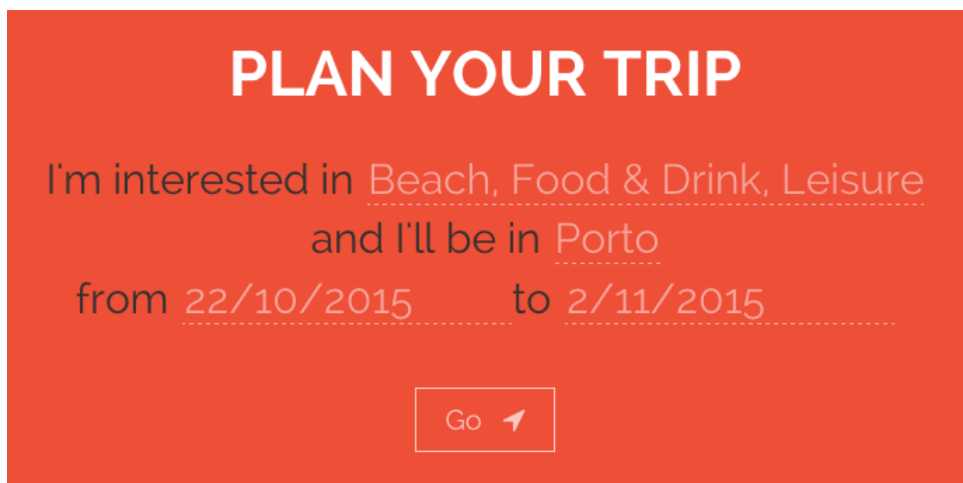 PLAN YOUR TRIP
I'm interested in Beach, Food & Drink, Leisure
and I'll be in Porto
from 22/10/2015 to 2/11/2015
Go